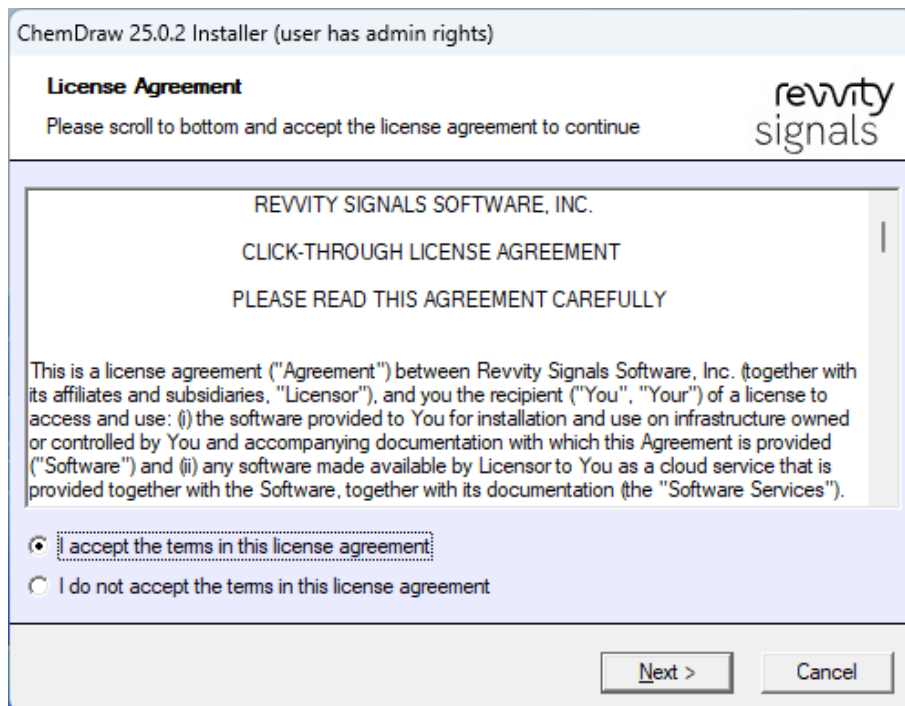 ChemDraw 25.0.2 Installer (user has admin rights)
License Agreement
Please scroll to bottom and accept the license agreement to continue
revvity
signals
REVVITY SIGNALS SOFTWARE, INC.
CLICK-THROUGH LICENSE AGREEMENT
PLEASE READ THIS AGREEMENT CAREFULLY
This is a license agreement ("Agreement") between Revvity Signals Software, Inc. (together with
its affiliates and subsidiaries, "Licensor"), and you the recipient ("You", "Your") of a license to
access and use: (i) the software provided to You for installation and use on infrastructure owned
or controlled by You and accompanying documentation with which this Agreement is provided
("Software") and (ii) any software made available by Licensor to You as a cloud service that is
provided together with the Software, together with its documentation (the "Software Services").
I accept the terms in this license agreement
I do not accept the terms in this license agreement
Next >
Cancel